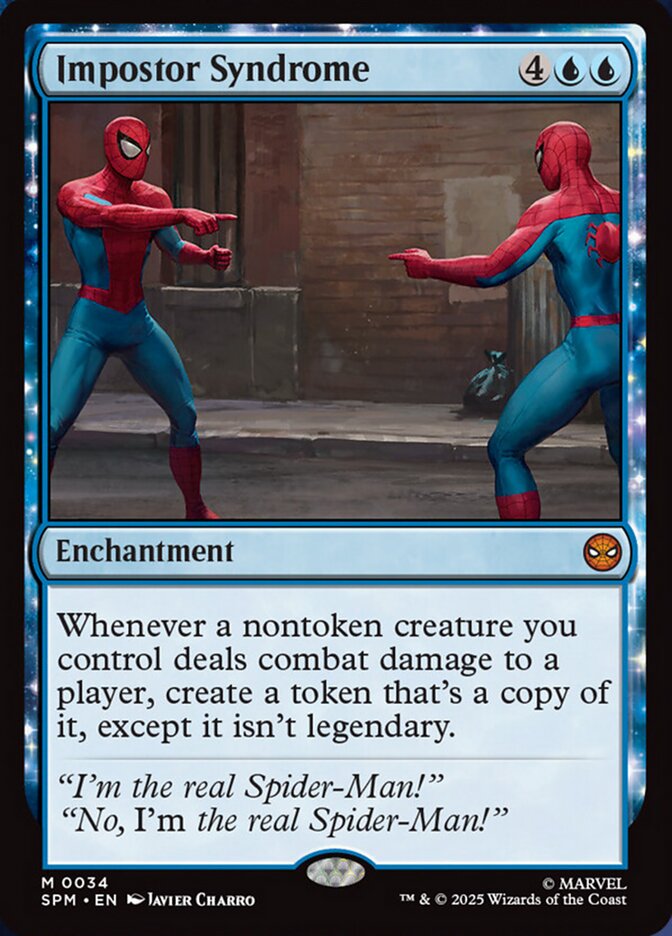 Impostor Syndrome 4
Enchantment
Whenever a nontoken creature you
control deals combat damage to a
player, create a token that's a copy of
it, except it isn't legendary.
“I'm the real Spider-Man!”
“No, I'm the real Spider-Man!”
M 0034
SPM • EN Javier Charro
© MARVEL
™ & © 2025 Wizards of the Coast